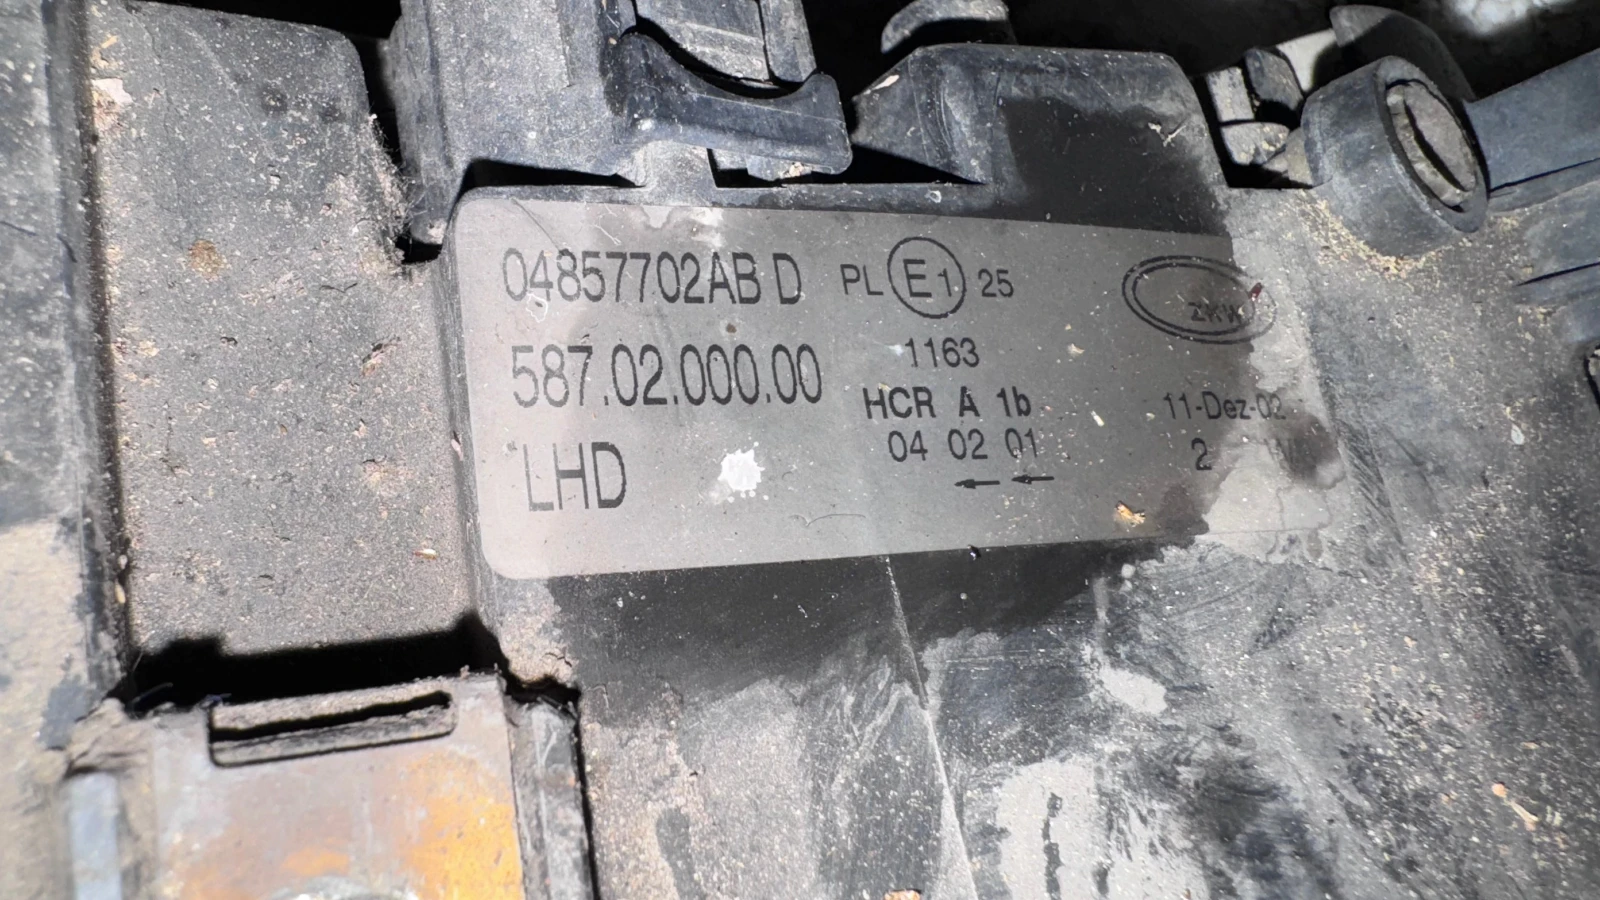 04857702AB D PL E1 25
ZKW
587.02.000.00 1163
HCR A 1b 11-Dez-02
LHD 04 02 01 2